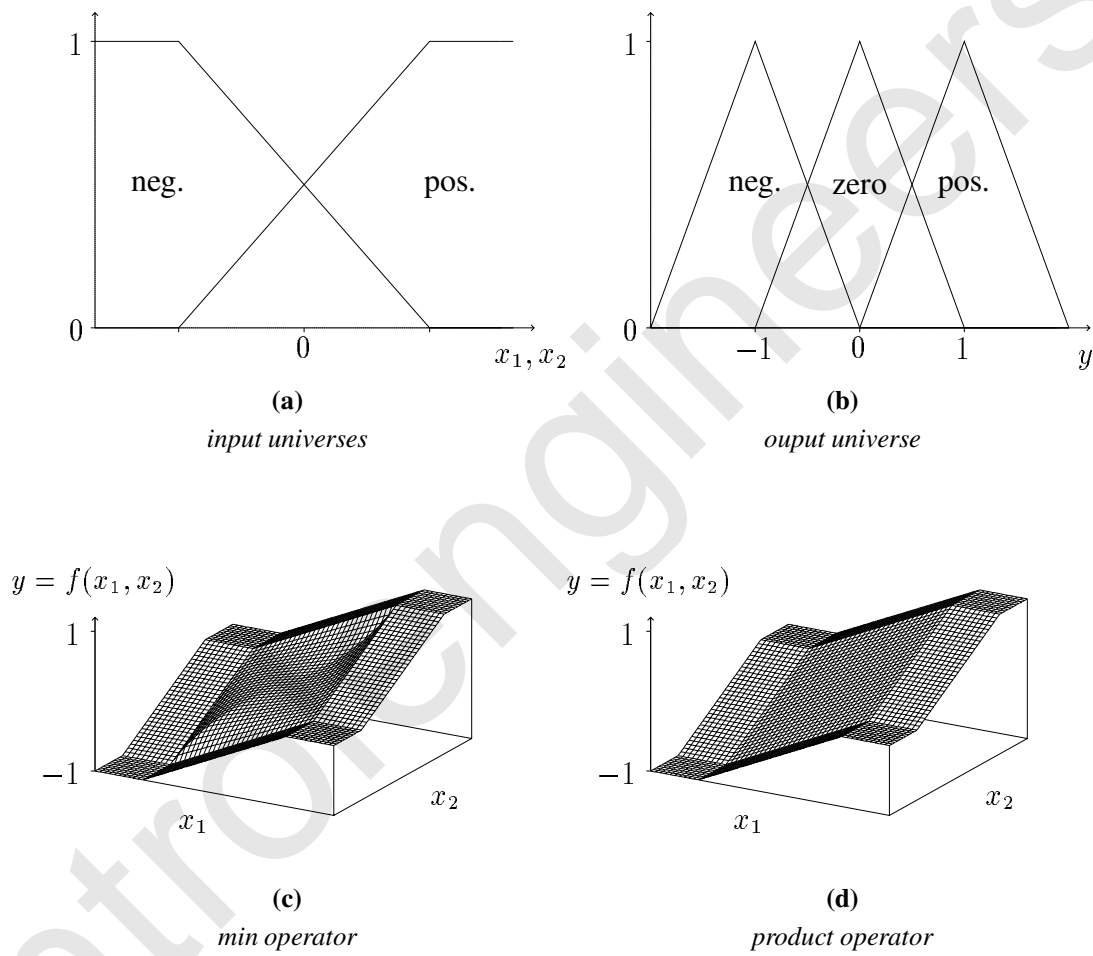 1
neg.
pos.
0
0
x₁, x₂
(a)
input universes
1
neg.
zero
pos.
0
−1
0
1
y
(b)
ouput universe
y = f(x₁, x₂)
1
−1
x₁
x₂
(c)
min operator
y = f(x₁, x₂)
1
−1
x₁
x₂
(d)
product operator